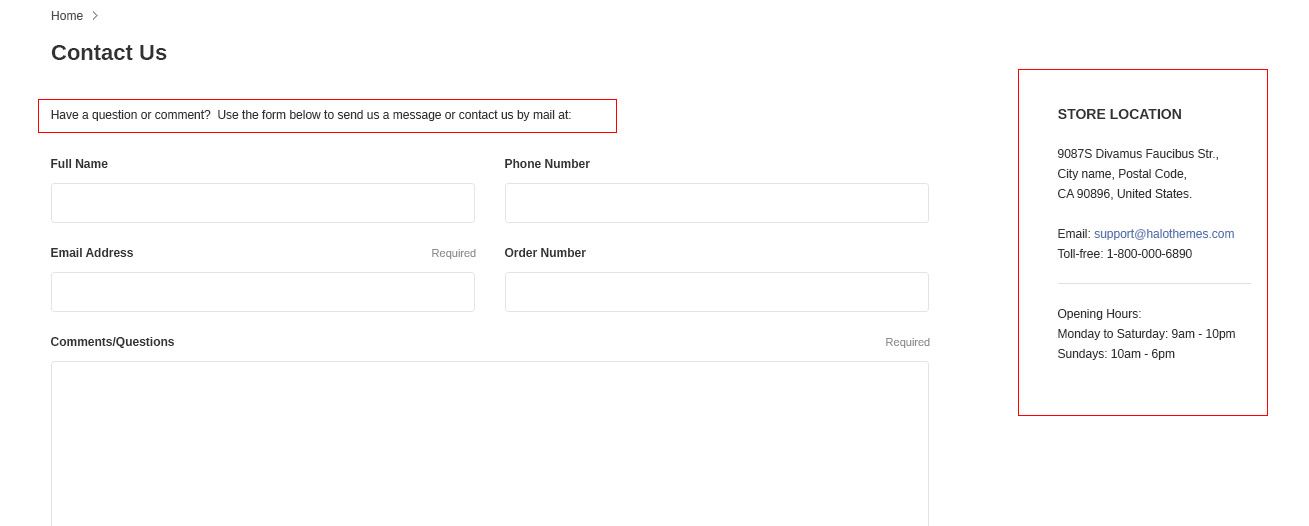 Home
Contact Us
Have a question or comment?  Use the form below to send us a message or contact us by mail at:
Full Name
Phone Number
Email Address Required
Order Number
Comments/Questions Required
STORE LOCATION
9087S Divamus Faucibus Str.,
City name, Postal Code,
CA 90896, United States.
Email: support@halothemes.com
Toll-free: 1-800-000-6890
Opening Hours:
Monday to Saturday: 9am - 10pm
Sundays: 10am - 6pm